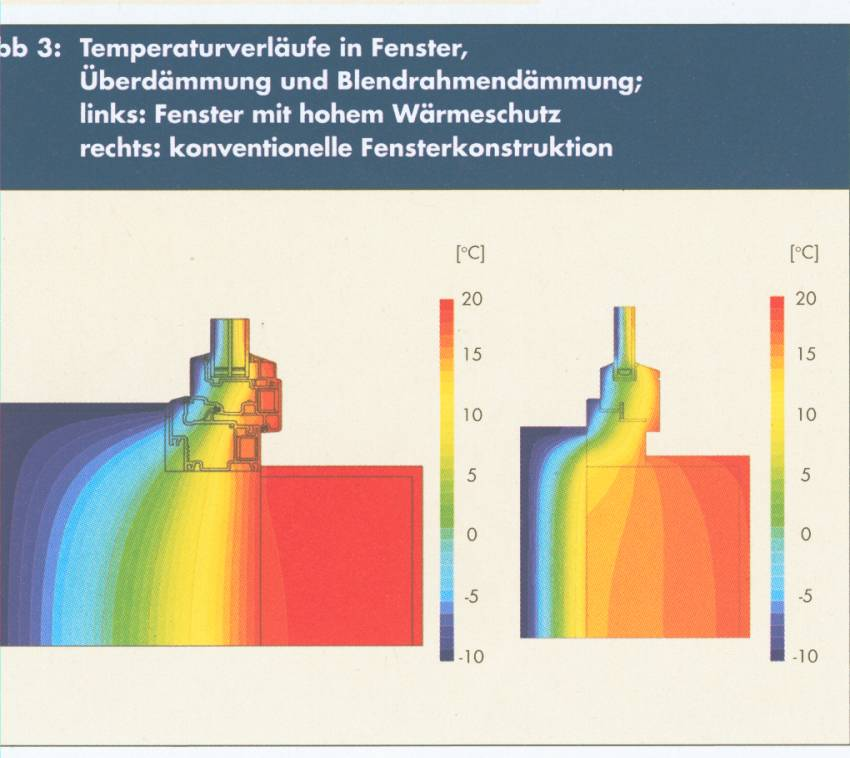 bb 3: Temperaturverläufe in Fenster,
Überdämmung und Blendrahmendämmung;
links: Fenster mit hohem Wärmeschutz
rechts: konventionelle Fensterkonstruktion
[°C]
20
15
10
5
0
-5
-10
[°C]
20
15
10
5
0
-5
-10